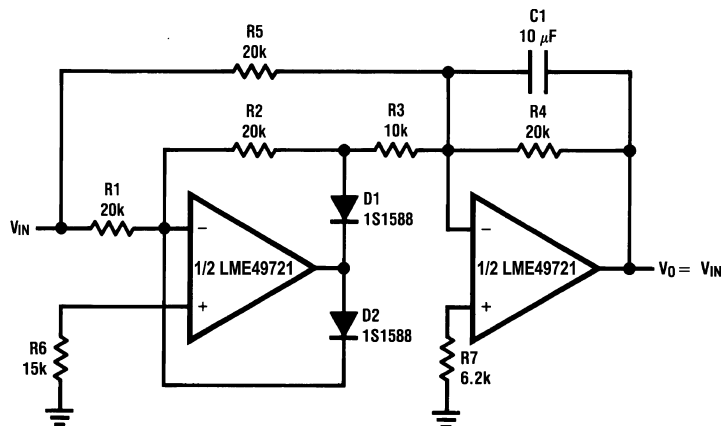 C1
10 μF
R5
20k
R2
20k
R3
10k
R4
20k
R1
20k
D1
1S1588
VIN
−
+
1/2 LME49721
−
+
1/2 LME49721
VO = VIN
D2
1S1588
R6
15k
R7
6.2k